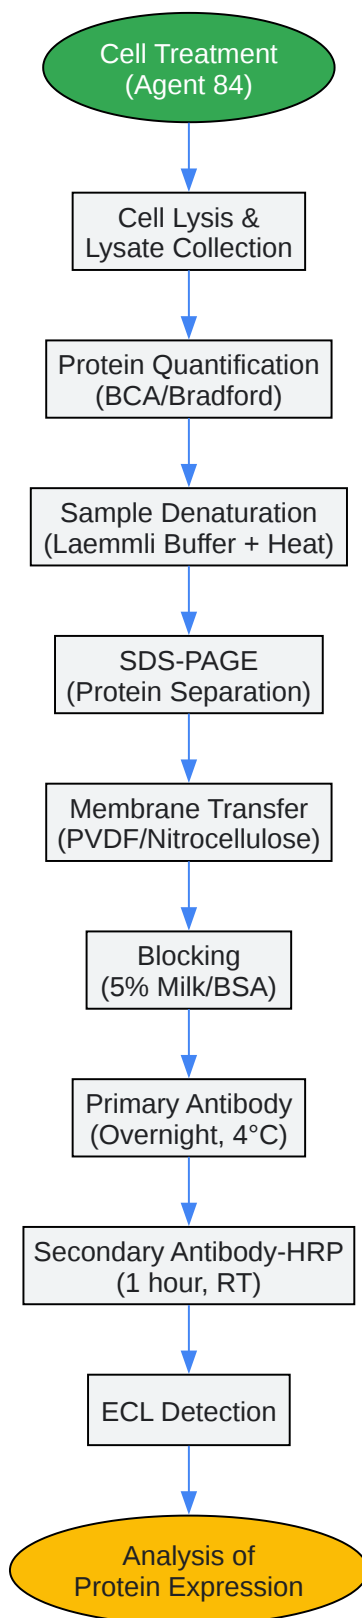 Cell Treatment
(Agent 84)
Cell Lysis &
Lysate Collection
Protein Quantification
(BCA/Bradford)
Sample Denaturation
(Laemmli Buffer + Heat)
SDS-PAGE
(Protein Separation)
Membrane Transfer
(PVDF/Nitrocellulose)
Blocking
(5% Milk/BSA)
Primary Antibody
(Overnight, 4°C)
Secondary Antibody-HRP
(1 hour, RT)
ECL Detection
Analysis of
Protein Expression